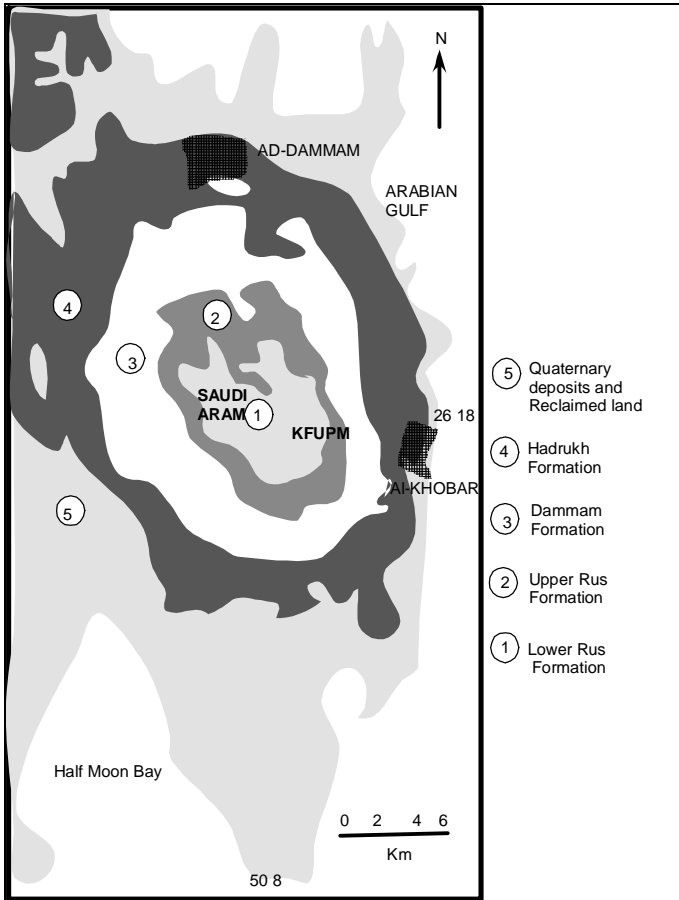 N
AD-DAMMAM
ARABIAN
GULF
4
2
3
SAUDI
ARAM
1
KFUPM
26 18
Al-KHOBAR
5
Half Moon Bay
0 2 4 6
Km
50 8
5 Quaternary
deposits and
Reclaimed land
4 Hadrukh
Formation
3 Dammam
Formation
2 Upper Rus
Formation
1 Lower Rus
Formation